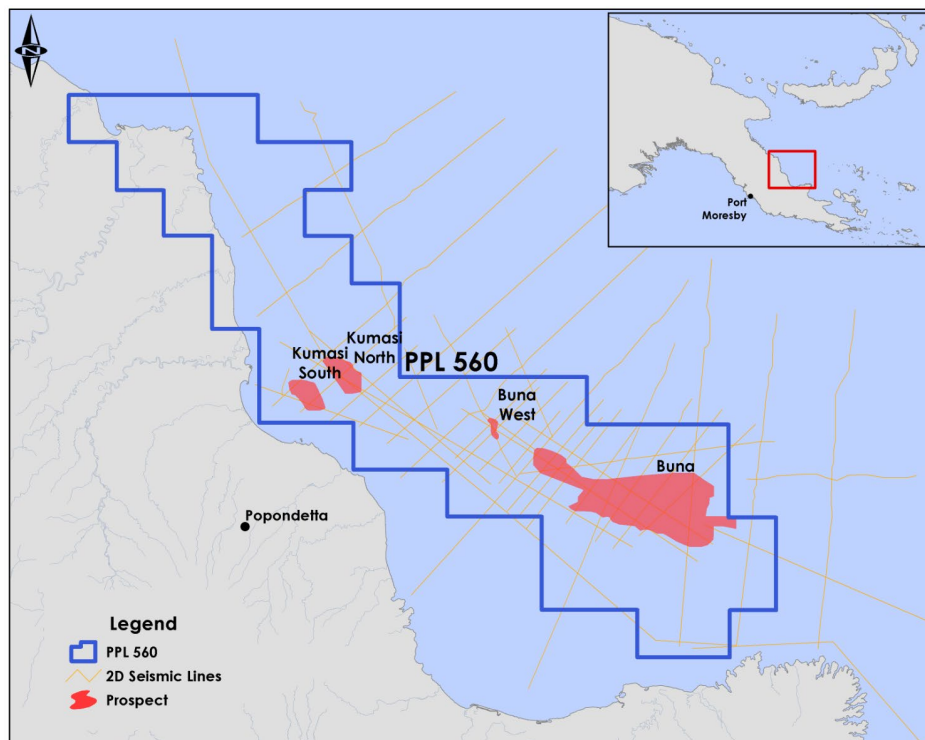 N
Port
Moresby
Kumasi
North
Kumasi
South
PPL 560
Buna
West
Buna
Popondetta
Legend
PPL 560
2D Seismic Lines
Prospect